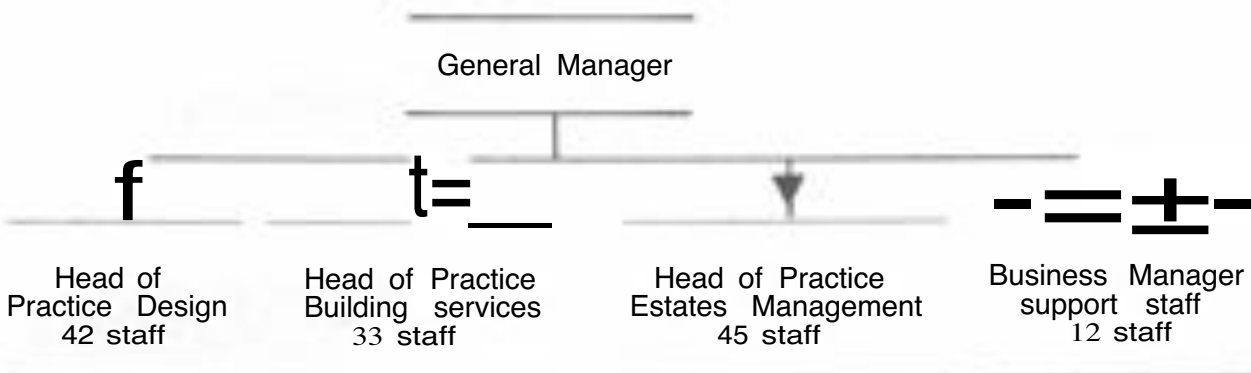 General Manager
f
t=_
-=±-
Head of
Practice Design
42 staff
Head of Practice
Building services
33 staff
Head of Practice
Estates Management
45 staff
Business Manager
support staff
12 staff